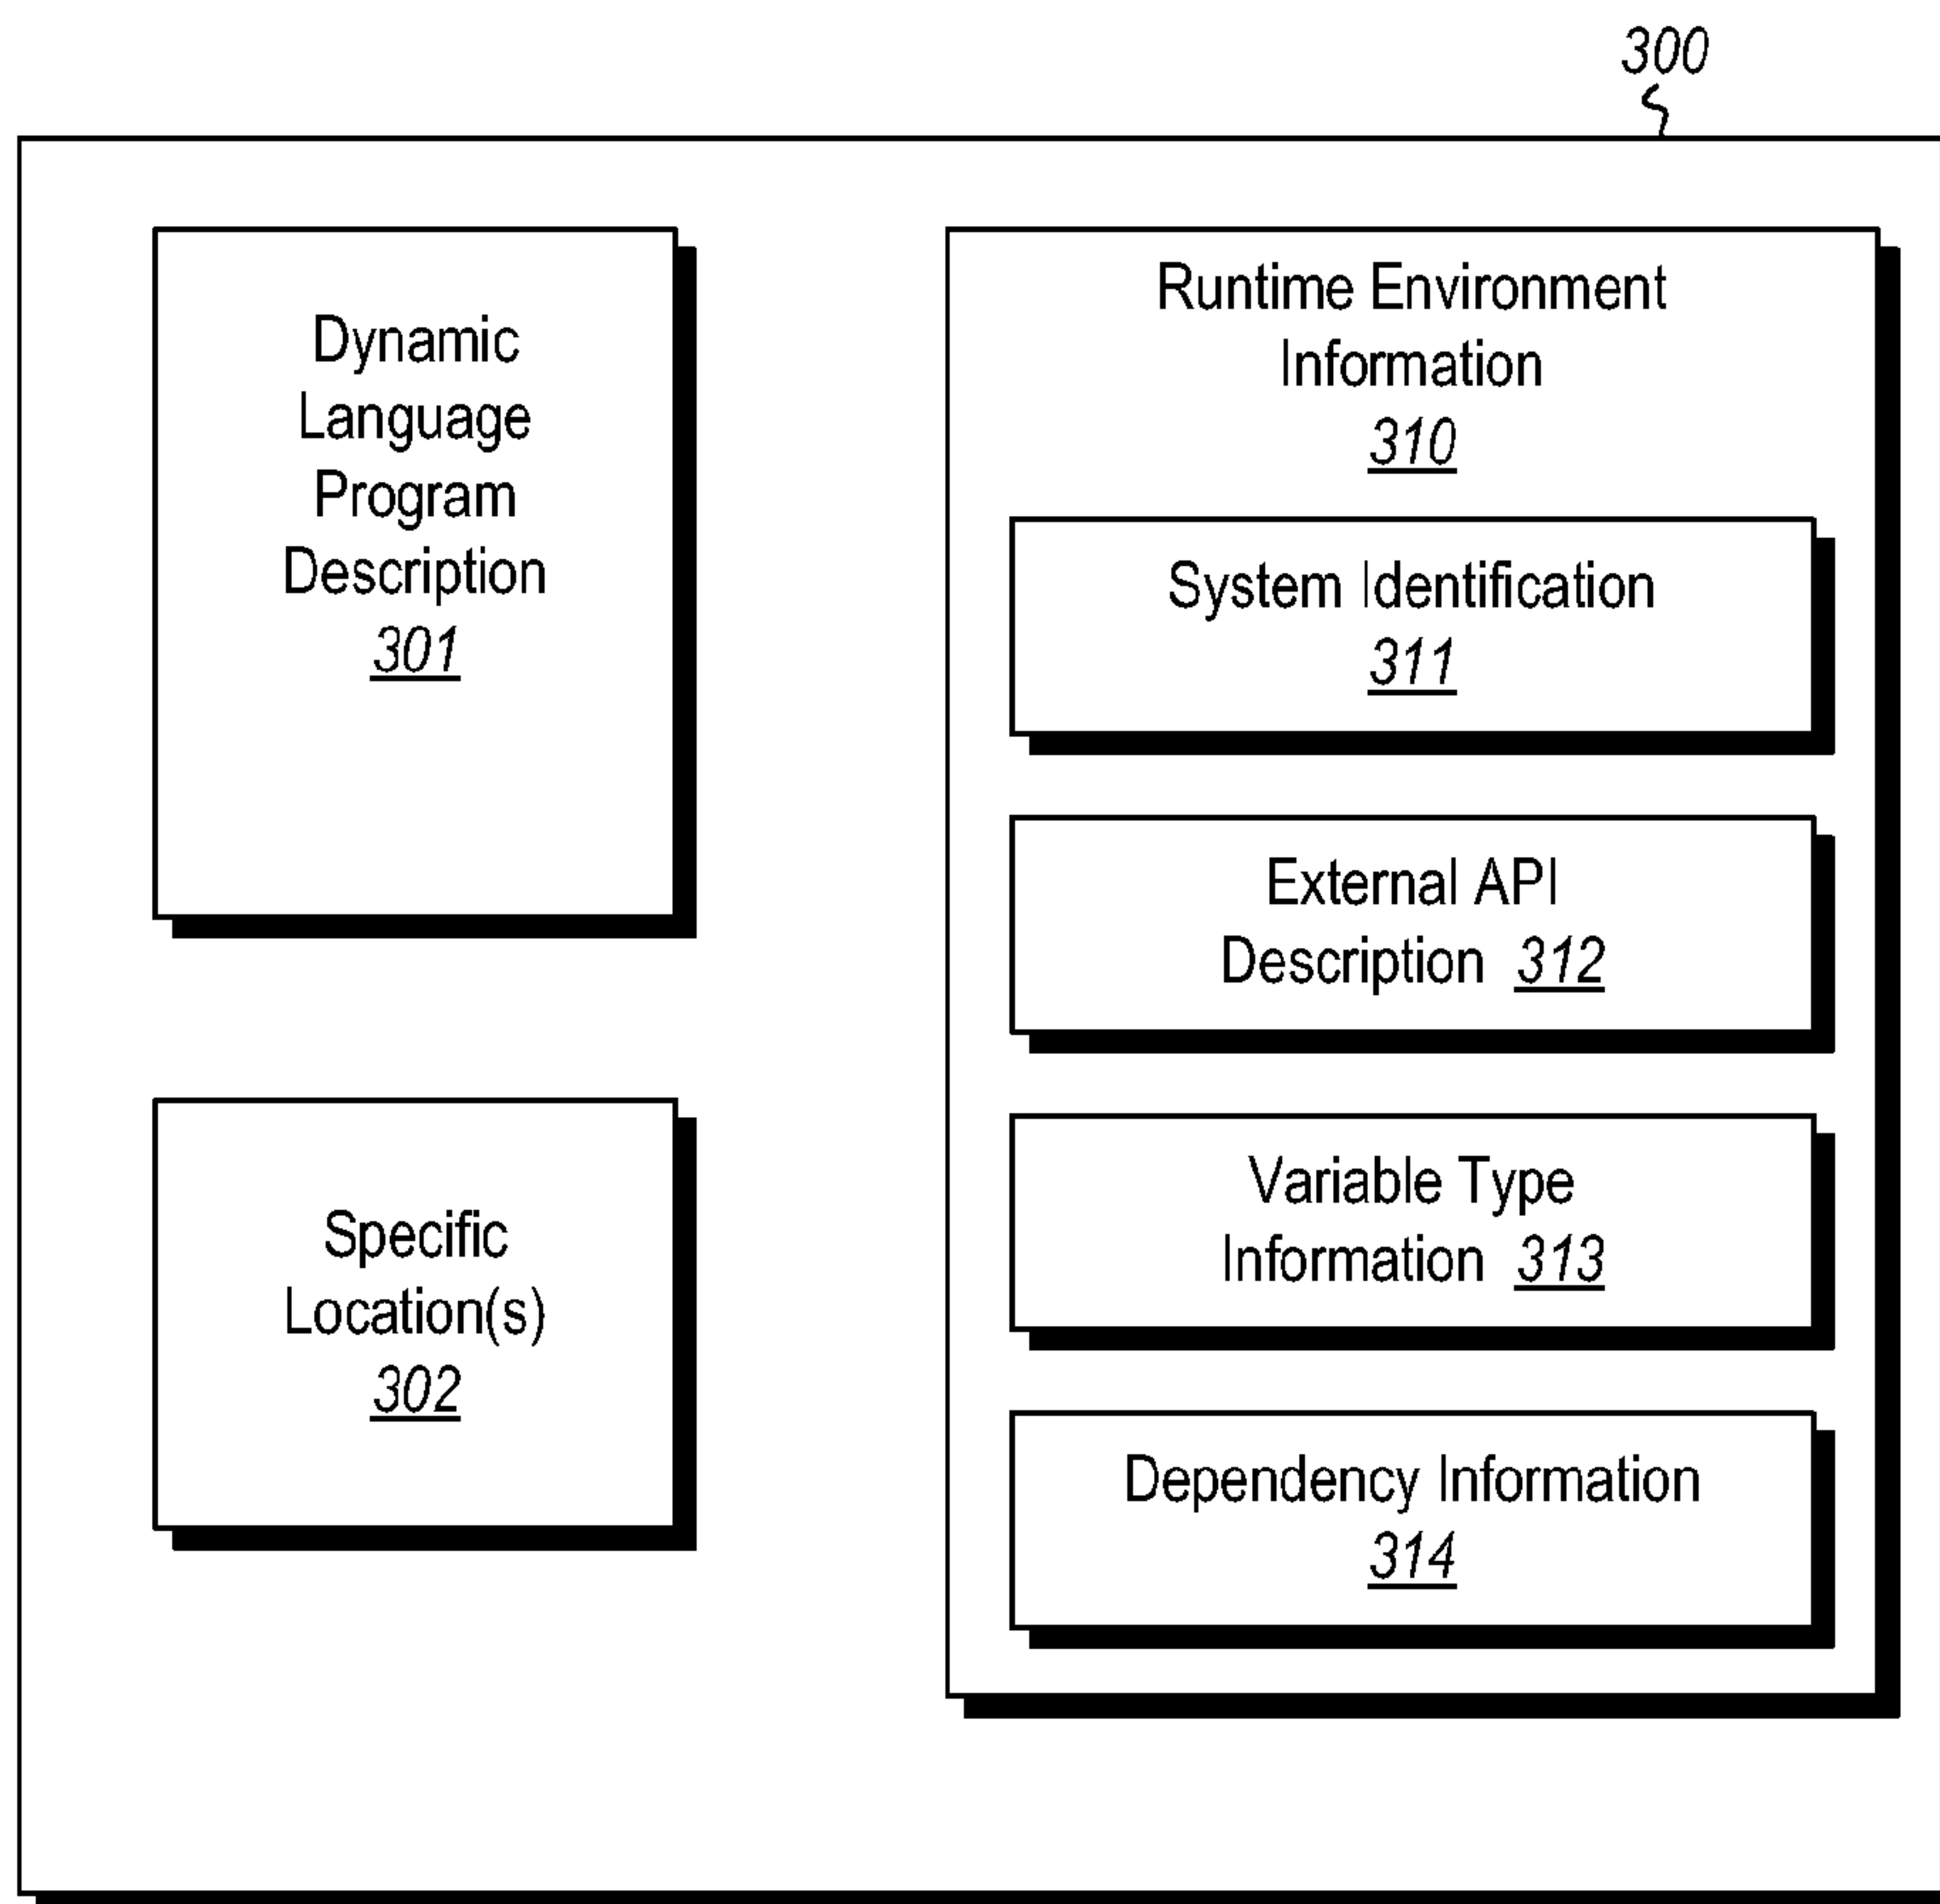 300
Dynamic
Language
Program
Description
301
Specific
Location(s)
302
Runtime Environment
Information
310
System Identification
311
External API
Description 312
Variable Type
Information 313
Dependency Information
314